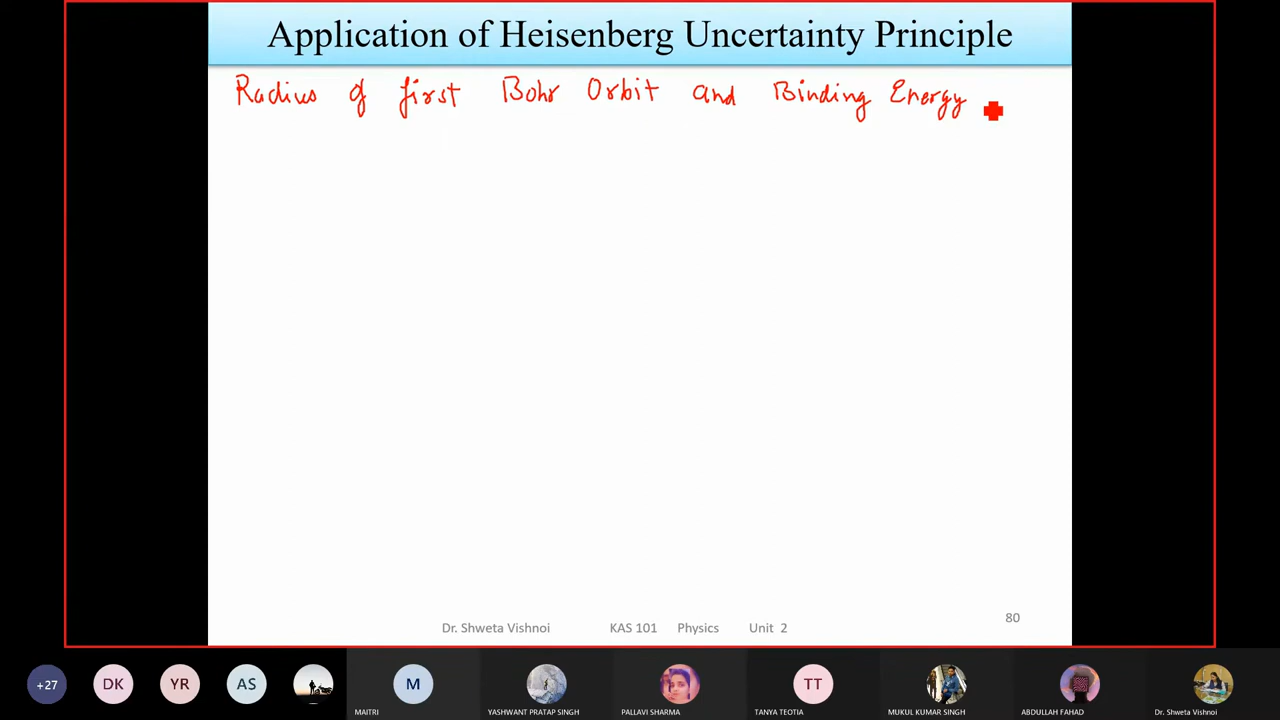 Application of Heisenberg Uncertainty Principle
Radius of first Bohr Orbit and Binding Energy
80
Dr. Shweta Vishnoi KAS 101 Physics Unit 2
+27 DK YR AS M TT
MAITRI YASHWANT PRATAP SINGH PALLAVI SHARMA TANYA TEOTIA MUKUL KUMAR SINGH ABDULLAH FAHAD Dr. Shweta Vishnoi